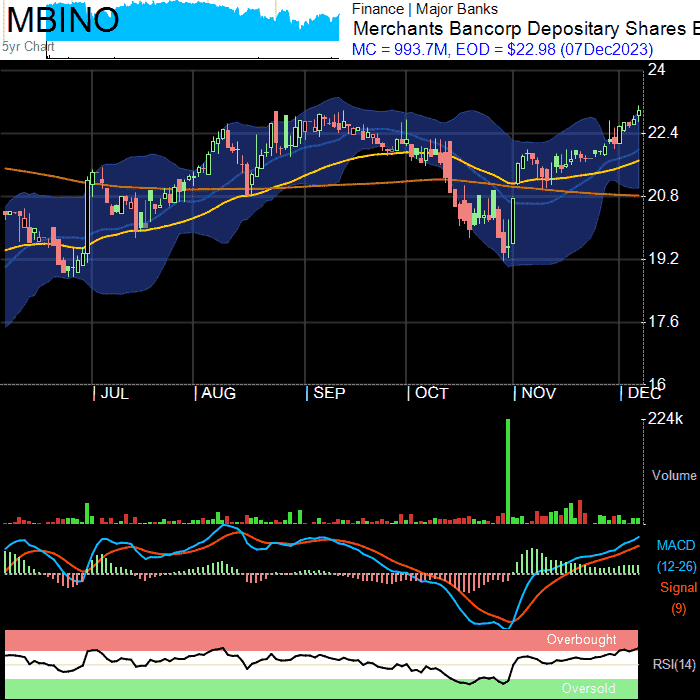 MBINO
5yr Chart
Finance | Major Banks
Merchants Bancorp Depositary Shares E
MC = 993.7M, EOD = $22.98 (07Dec2023)
24
22.4
20.8
19.2
17.6
16
| JUL | AUG | SEP | OCT | NOV | DEC
224k
Volume
MACD
(12-26)
Signal
(9)
Overbought
RSI(14)
Oversold